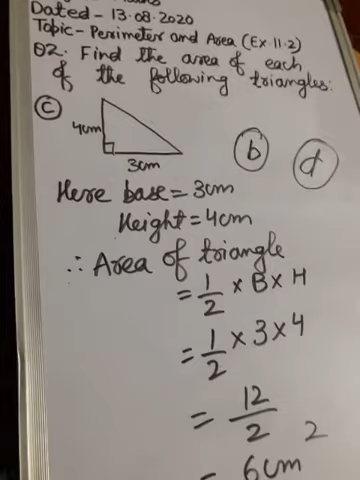 Dated - 13.08.2020
Topic - Perimeter and Area (Ex.11.2)
Q2. Find the area of each
of the following triangles:
(c)
4cm
3cm
(b) (d)
Here base = 3cm
Height = 4cm
∴ Area of triangle
= 1/2 × B × H
= 1/2 × 3 × 4
= 12/2
= 6cm²